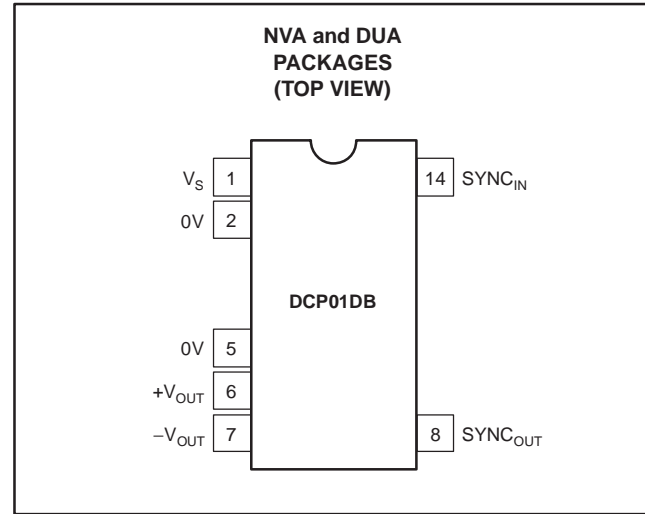 NVA and DUA
PACKAGES
(TOP VIEW)
VS 1
14 SYNCIN
0V 2
DCP01DB
0V 5
+VOUT 6
−VOUT 7
8 SYNCOUT